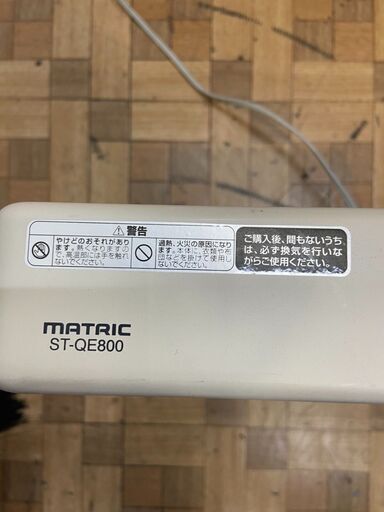 ⚠警告
やけどのおそれがあり
ます。熱くなりますの
で、高温部には手を触れ
ないでください。
過熱、火災の原因になり
ます。本体に、衣類や布
団などを掛けて使用し
ないでください。
ご購入後、間もないうち
は、必ず換気を行いな
がらご使用ください。
MATRIC
ST-QE800